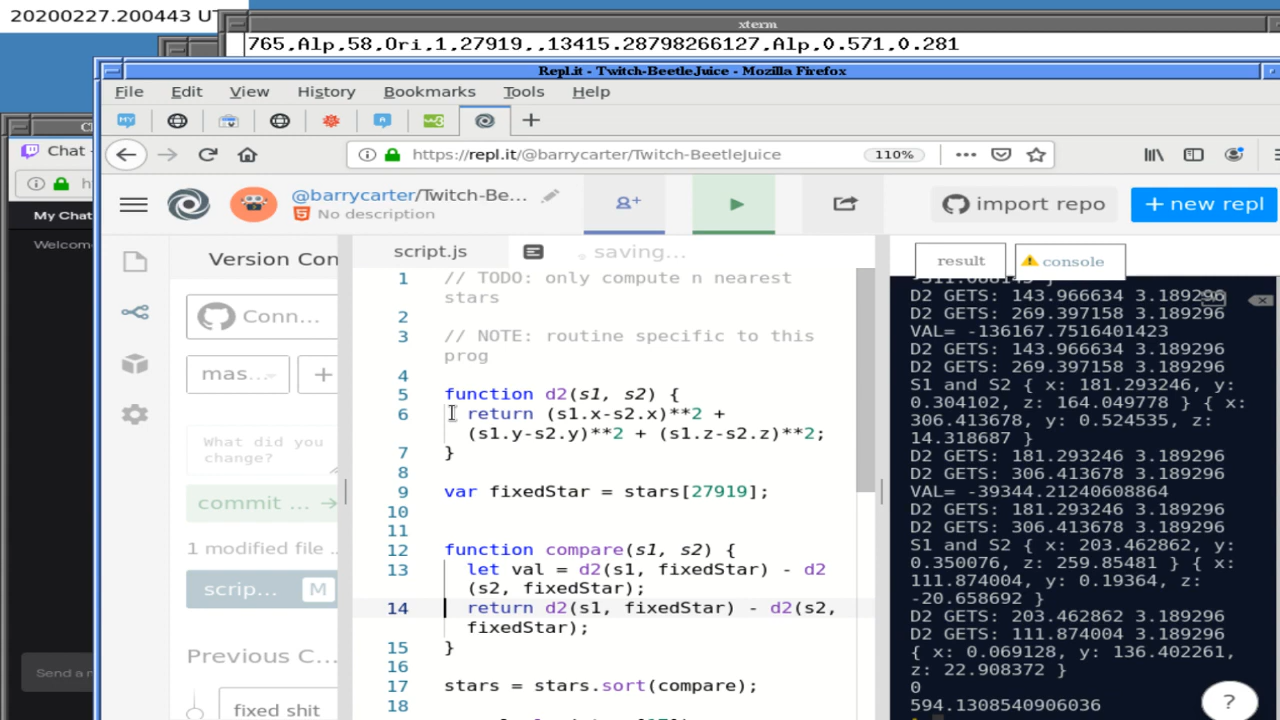 20200227.200443 U
xterm
765,Alp,58,Ori,1,27919,,13415.28798266127,Alp,0.571,0.281
Repl.it - Twitch-BeetleJuice - Mozilla Firefox
File Edit View History Bookmarks Tools Help
Chat
https://repl.it/@barrycarter/Twitch-BeetleJuice
110%
My Chat
Welcom
@barrycarter/Twitch-Be...
No description
import repo
+ new repl
Version Con
Conn...
mas...
+
What did you
change?
commit ... →
1 modified file ..
scrip... M
Previous C...
fixed shit
Send a
script.js
saving...
1 // TODO: only compute n nearest
stars
2
3 // NOTE: routine specific to this
prog
4
5 function d2(s1, s2) {
6 return (s1.x-s2.x)**2 +
(s1.y-s2.y)**2 + (s1.z-s2.z)**2;
7 }
8
9 var fixedStar = stars[27919];
10
11
12 function compare(s1, s2) {
13 let val = d2(s1, fixedStar) - d2
(s2, fixedStar);
14 return d2(s1, fixedStar) - d2(s2,
fixedStar);
15 }
16
17 stars = stars.sort(compare);
18
result
console
D2 GETS: 143.966634 3.189296
D2 GETS: 269.397158 3.189296
VAL= -136167.7516401423
D2 GETS: 143.966634 3.189296
D2 GETS: 269.397158 3.189296
S1 and S2 { x: 181.293246, y:
0.304102, z: 164.049778 } { x:
306.413678, y: 0.524535, z:
14.318687 }
D2 GETS: 181.293246 3.189296
D2 GETS: 306.413678 3.189296
VAL= -39344.21240608864
D2 GETS: 181.293246 3.189296
D2 GETS: 306.413678 3.189296
S1 and S2 { x: 203.462862, y:
0.350076, z: 259.85481 } { x:
111.874004, y: 0.19364, z:
-20.658692 }
D2 GETS: 203.462862 3.189296
D2 GETS: 111.874004 3.189296
{ x: 0.069128, y: 136.402261,
z: 22.908372 }
0
594.1308540906036
?